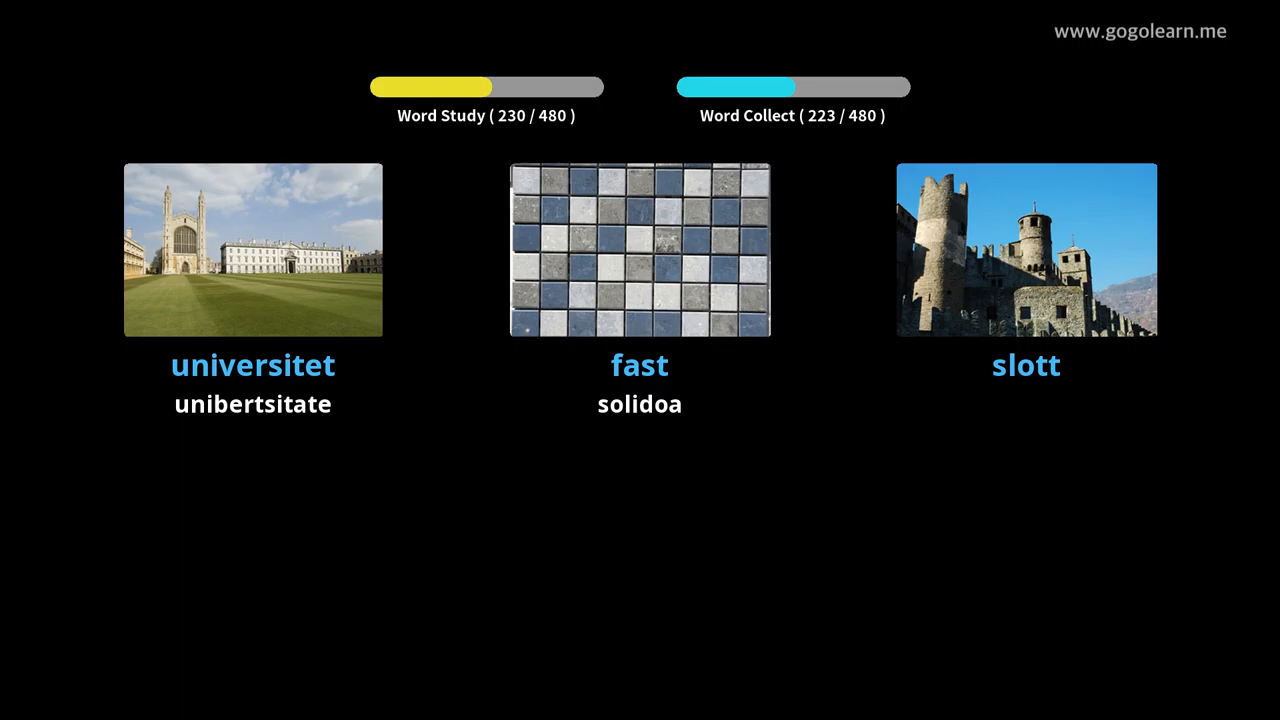 www.gogolearn.me
Word Study ( 230 / 480 )
Word Collect ( 223 / 480 )
universitet
fast
slott
unibertsitate
solidoa